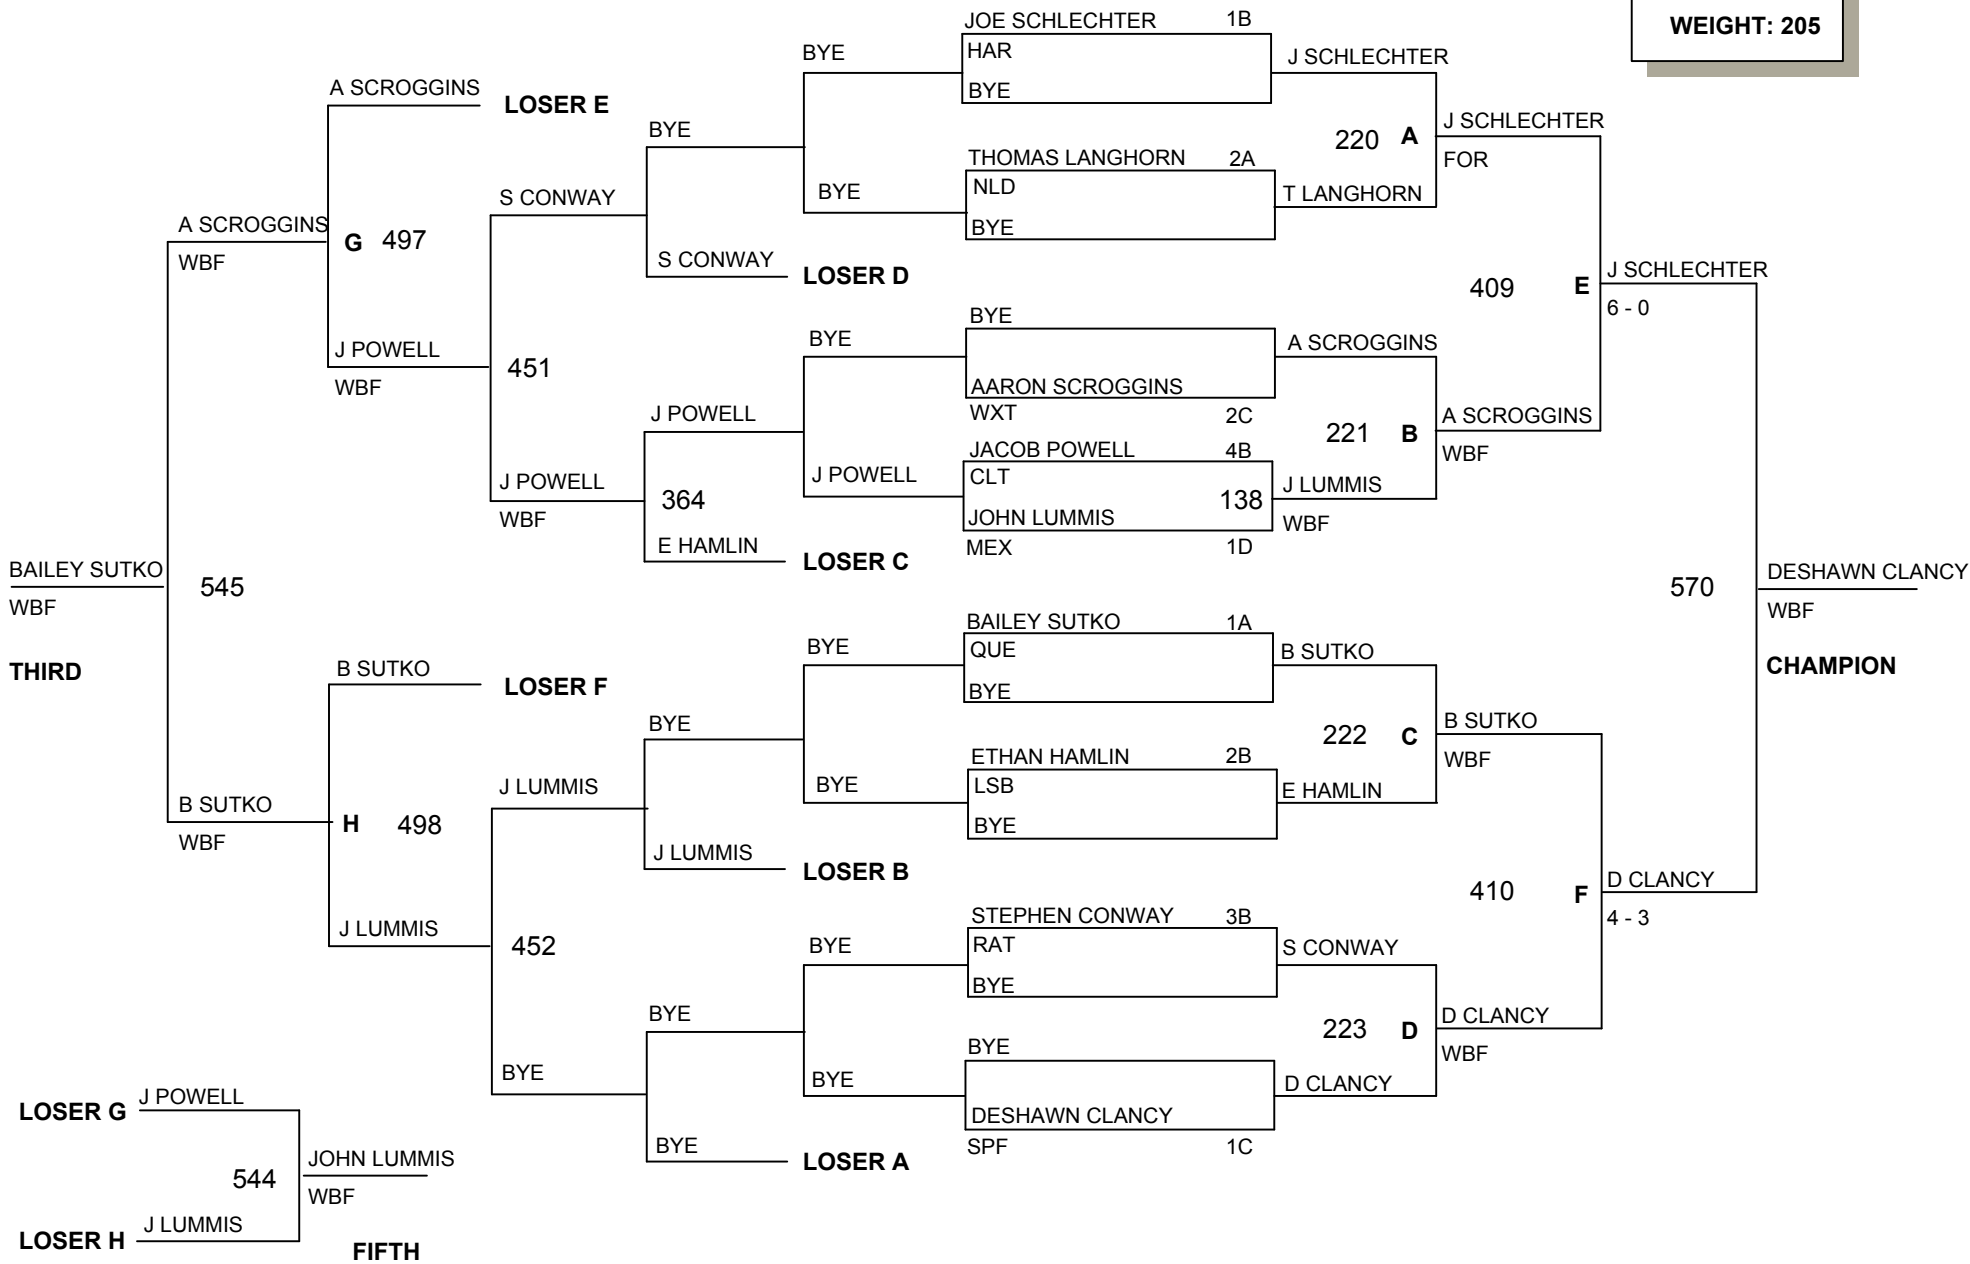 WEIGHT: 205
JOE SCHLECHTER 1B
HAR
BYE
J SCHLECHTER
BYE
A SCROGGINS
LOSER E
BYE
220 A
J SCHLECHTER
FOR
THOMAS LANGHORN 2A
NLD
BYE
T LANGHORN
BYE
S CONWAY
A SCROGGINS
WBF
G 497
S CONWAY
LOSER D
409 E
J SCHLECHTER
6 - 0
BYE
AARON SCROGGINS
WXT 2C
A SCROGGINS
BYE
J POWELL
WBF
451
J POWELL
221 B
A SCROGGINS
WBF
JACOB POWELL 4B
CLT
JOHN LUMMIS
MEX 1D
138
J LUMMIS
WBF
J POWELL
J POWELL
WBF
364
E HAMLIN
LOSER C
BAILEY SUTKO
WBF
THIRD
545
570
DESHAWN CLANCY
WBF
CHAMPION
BAILEY SUTKO 1A
QUE
BYE
B SUTKO
BYE
B SUTKO
LOSER F
BYE
222 C
B SUTKO
WBF
ETHAN HAMLIN 2B
LSB
BYE
E HAMLIN
BYE
J LUMMIS
B SUTKO
WBF
H 498
J LUMMIS
LOSER B
410 F
D CLANCY
4 - 3
STEPHEN CONWAY 3B
RAT
BYE
S CONWAY
BYE
J LUMMIS
452
BYE
223 D
D CLANCY
WBF
BYE
DESHAWN CLANCY
SPF 1C
D CLANCY
BYE
BYE
BYE
LOSER A
LOSER G J POWELL
544
JOHN LUMMIS
WBF
LOSER H J LUMMIS
FIFTH